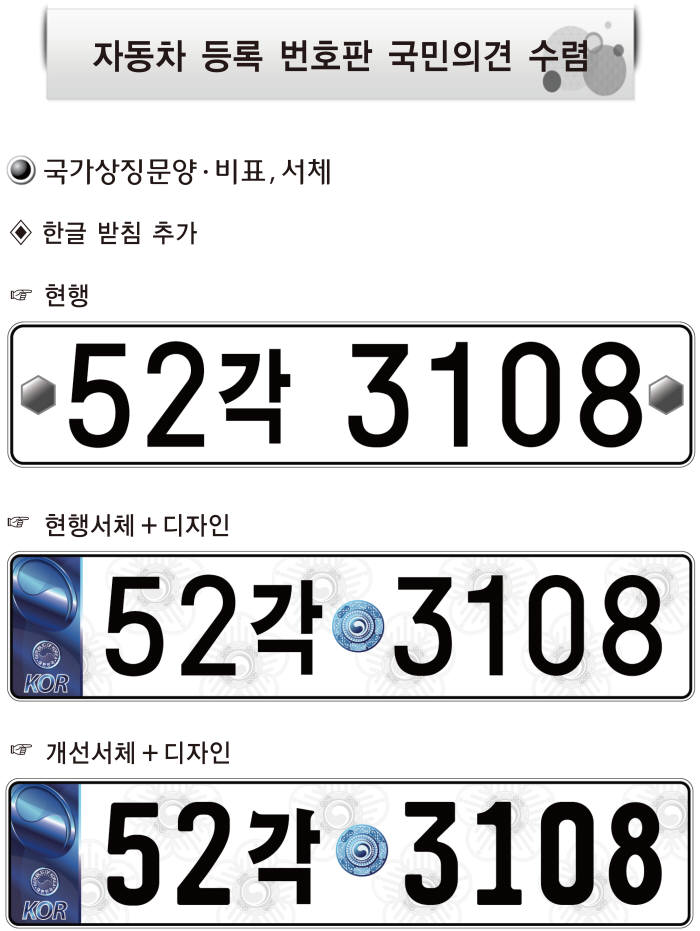 자동차 등록 번호판 국민의견 수렴
국가상징문양·비표, 서체
한글 받침 추가
☞ 현행
52각 3108
☞ 현행서체+디자인
KOR
52각 3108
☞ 개선서체+디자인
KOR
52각 3108